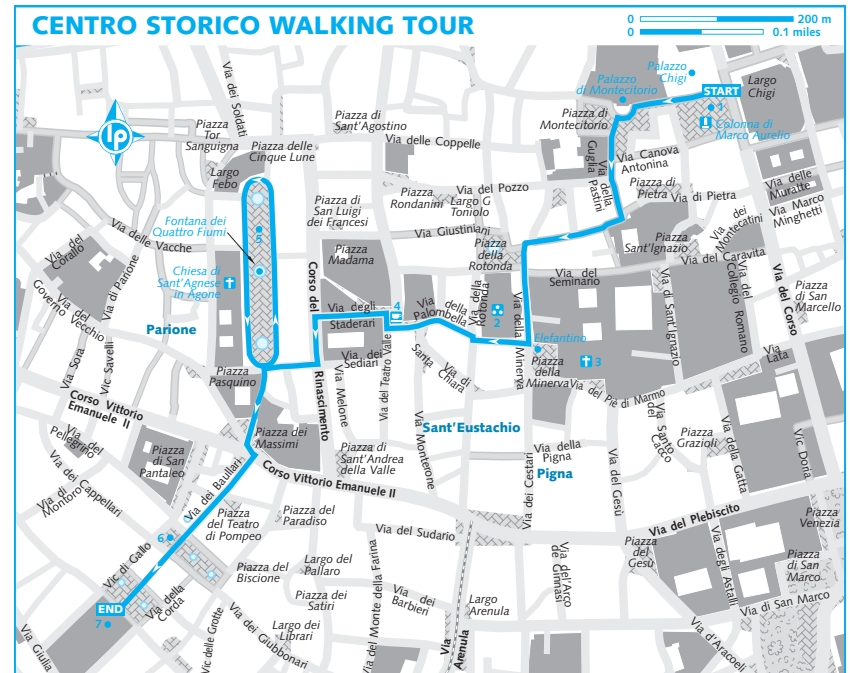 CENTRO STORICO WALKING TOUR
0 200 m
0 0.1 miles
lp
Via dei Soldati
Piazza
Tor
Sanguigna
Piazza delle
Cinque Lune
Piazza di
Sant'Agostino
Via delle Coppelle
Palazzo
di Montecitorio
Palazzo
Chigi
START
Largo
Chigi
1
Colonna di
Marco Aurelio
Piazza di
Montecitorio
Via Canova
Antonina
Via della
Guglia
Pastini
Largo
Febo
Piazza di
San Luigi
dei Francesi
Piazza
Rondanini
Via del Pozzo
Largo G
Toniolo
Piazza di
Pietra
Via di Pietra
Via delle
Muratte
Via Marco
Minghetti
Via dei
Montecatini
Fontana dei
Quattro Fiumi
5
Via delle Vacche
Via del
Corallo
Via di Parione
Chiesa di
Sant'Agnese
in Agone
Corso del
Rinascimento
Piazza
Madama
Via Giustiniani
Piazza
della
Rotonda
Piazza
Sant'Ignazio
Via del Caravita
Via del
Seminario
Via del
Collegio Romano
Via di Sant'Ignazio
Via del Corso
Piazza
di San
Marcello
Governo
Via del
Vecchio
Parione
Via degli
Staderari
4
Via della
Palombella
Via della
Rotonda
2
Via della
Minerva
Elefantino
Piazza
della
Minerva
3
Via
Lata
Via Sora
Vic Savelli
Piazza
Pasquino
Via dei
Sediari
Via del Teatro Valle
Via Melone
Santa
Chiara
Via di
Via del Piè di Marmo
Corso Vittorio
Emanuele II
Sant'Eustachio
Via Monterone
Via del
Santo
Cacco
Piazza
Grazioli
Via della Gatta
Vic Doria
Via del
Pellegrino
Piazza
di San
Pantaleo
Piazza dei
Massimi
Piazza di
Sant'Andrea
della Valle
Via della
Pigna
Pigna
Via dei Cestari
Via del Gesù
Via dei Cappellari
Via di
Montoro
Via dei Baullari
Corso Vittorio Emanuele II
Via del Plebiscito
Piazza
Venezia
6
Piazza
del Teatro
di Pompeo
Piazza del
Paradiso
Via del Sudario
Piazza
del
Gesù
Via degli Astalli
Piazza
di San
Marco
Vic di Gallo
Piazza del
Biscione
Largo del
Pallaro
Via del Monte della Farina
Via dei
Barbieri
Largo
Arenula
Via dell'Arco
de' Ginnasi
END
7
Via della
Corda
Piazza dei
Satiri
Via di San Marco
Via Giulia
Vic delle Grotte
Via dei Giubbonari
Largo dei
Librari
Via
Arenula
Via d'Aracoeli